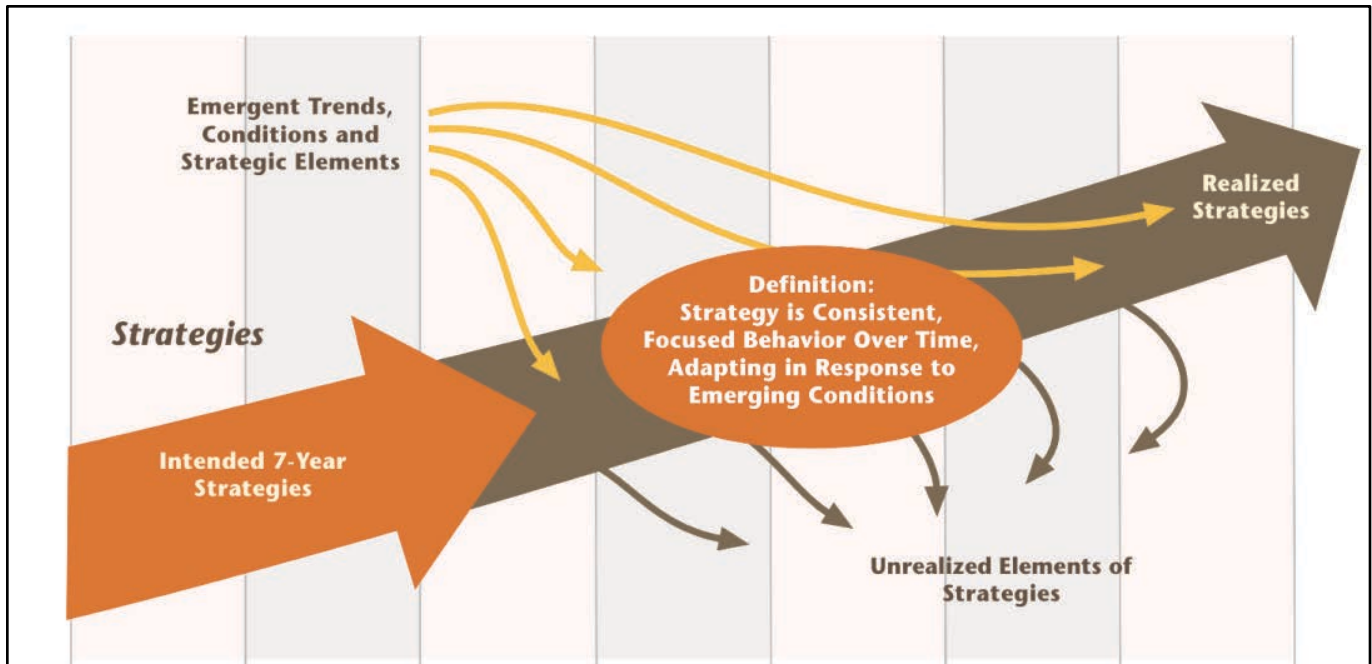 Emergent Trends,
Conditions and
Strategic Elements
Realized
Strategies
Definition:
Strategy is Consistent,
Focused Behavior Over Time,
Adapting in Response to
Emerging Conditions
Strategies
Intended 7-Year
Strategies
Unrealized Elements of
Strategies